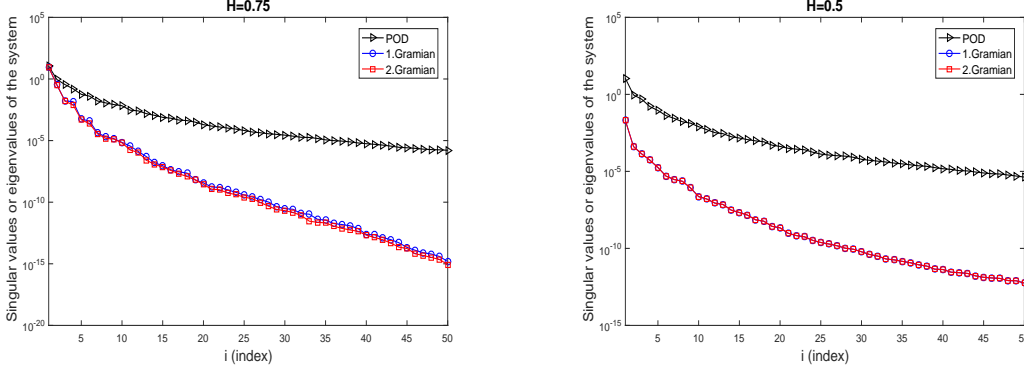 H=0.75
10^5
10^0
10^-5
10^-10
10^-15
10^-20
Singular values or eigenvalues of the system
POD
1.Gramian
2.Gramian
5 10 15 20 25 30 35 40 45 50
i (index)
H=0.5
10^5
10^0
10^-5
10^-10
10^-15
Singular values or eigenvalues of the system
POD
1.Gramian
2.Gramian
5 10 15 20 25 30 35 40 45 50
i (index)